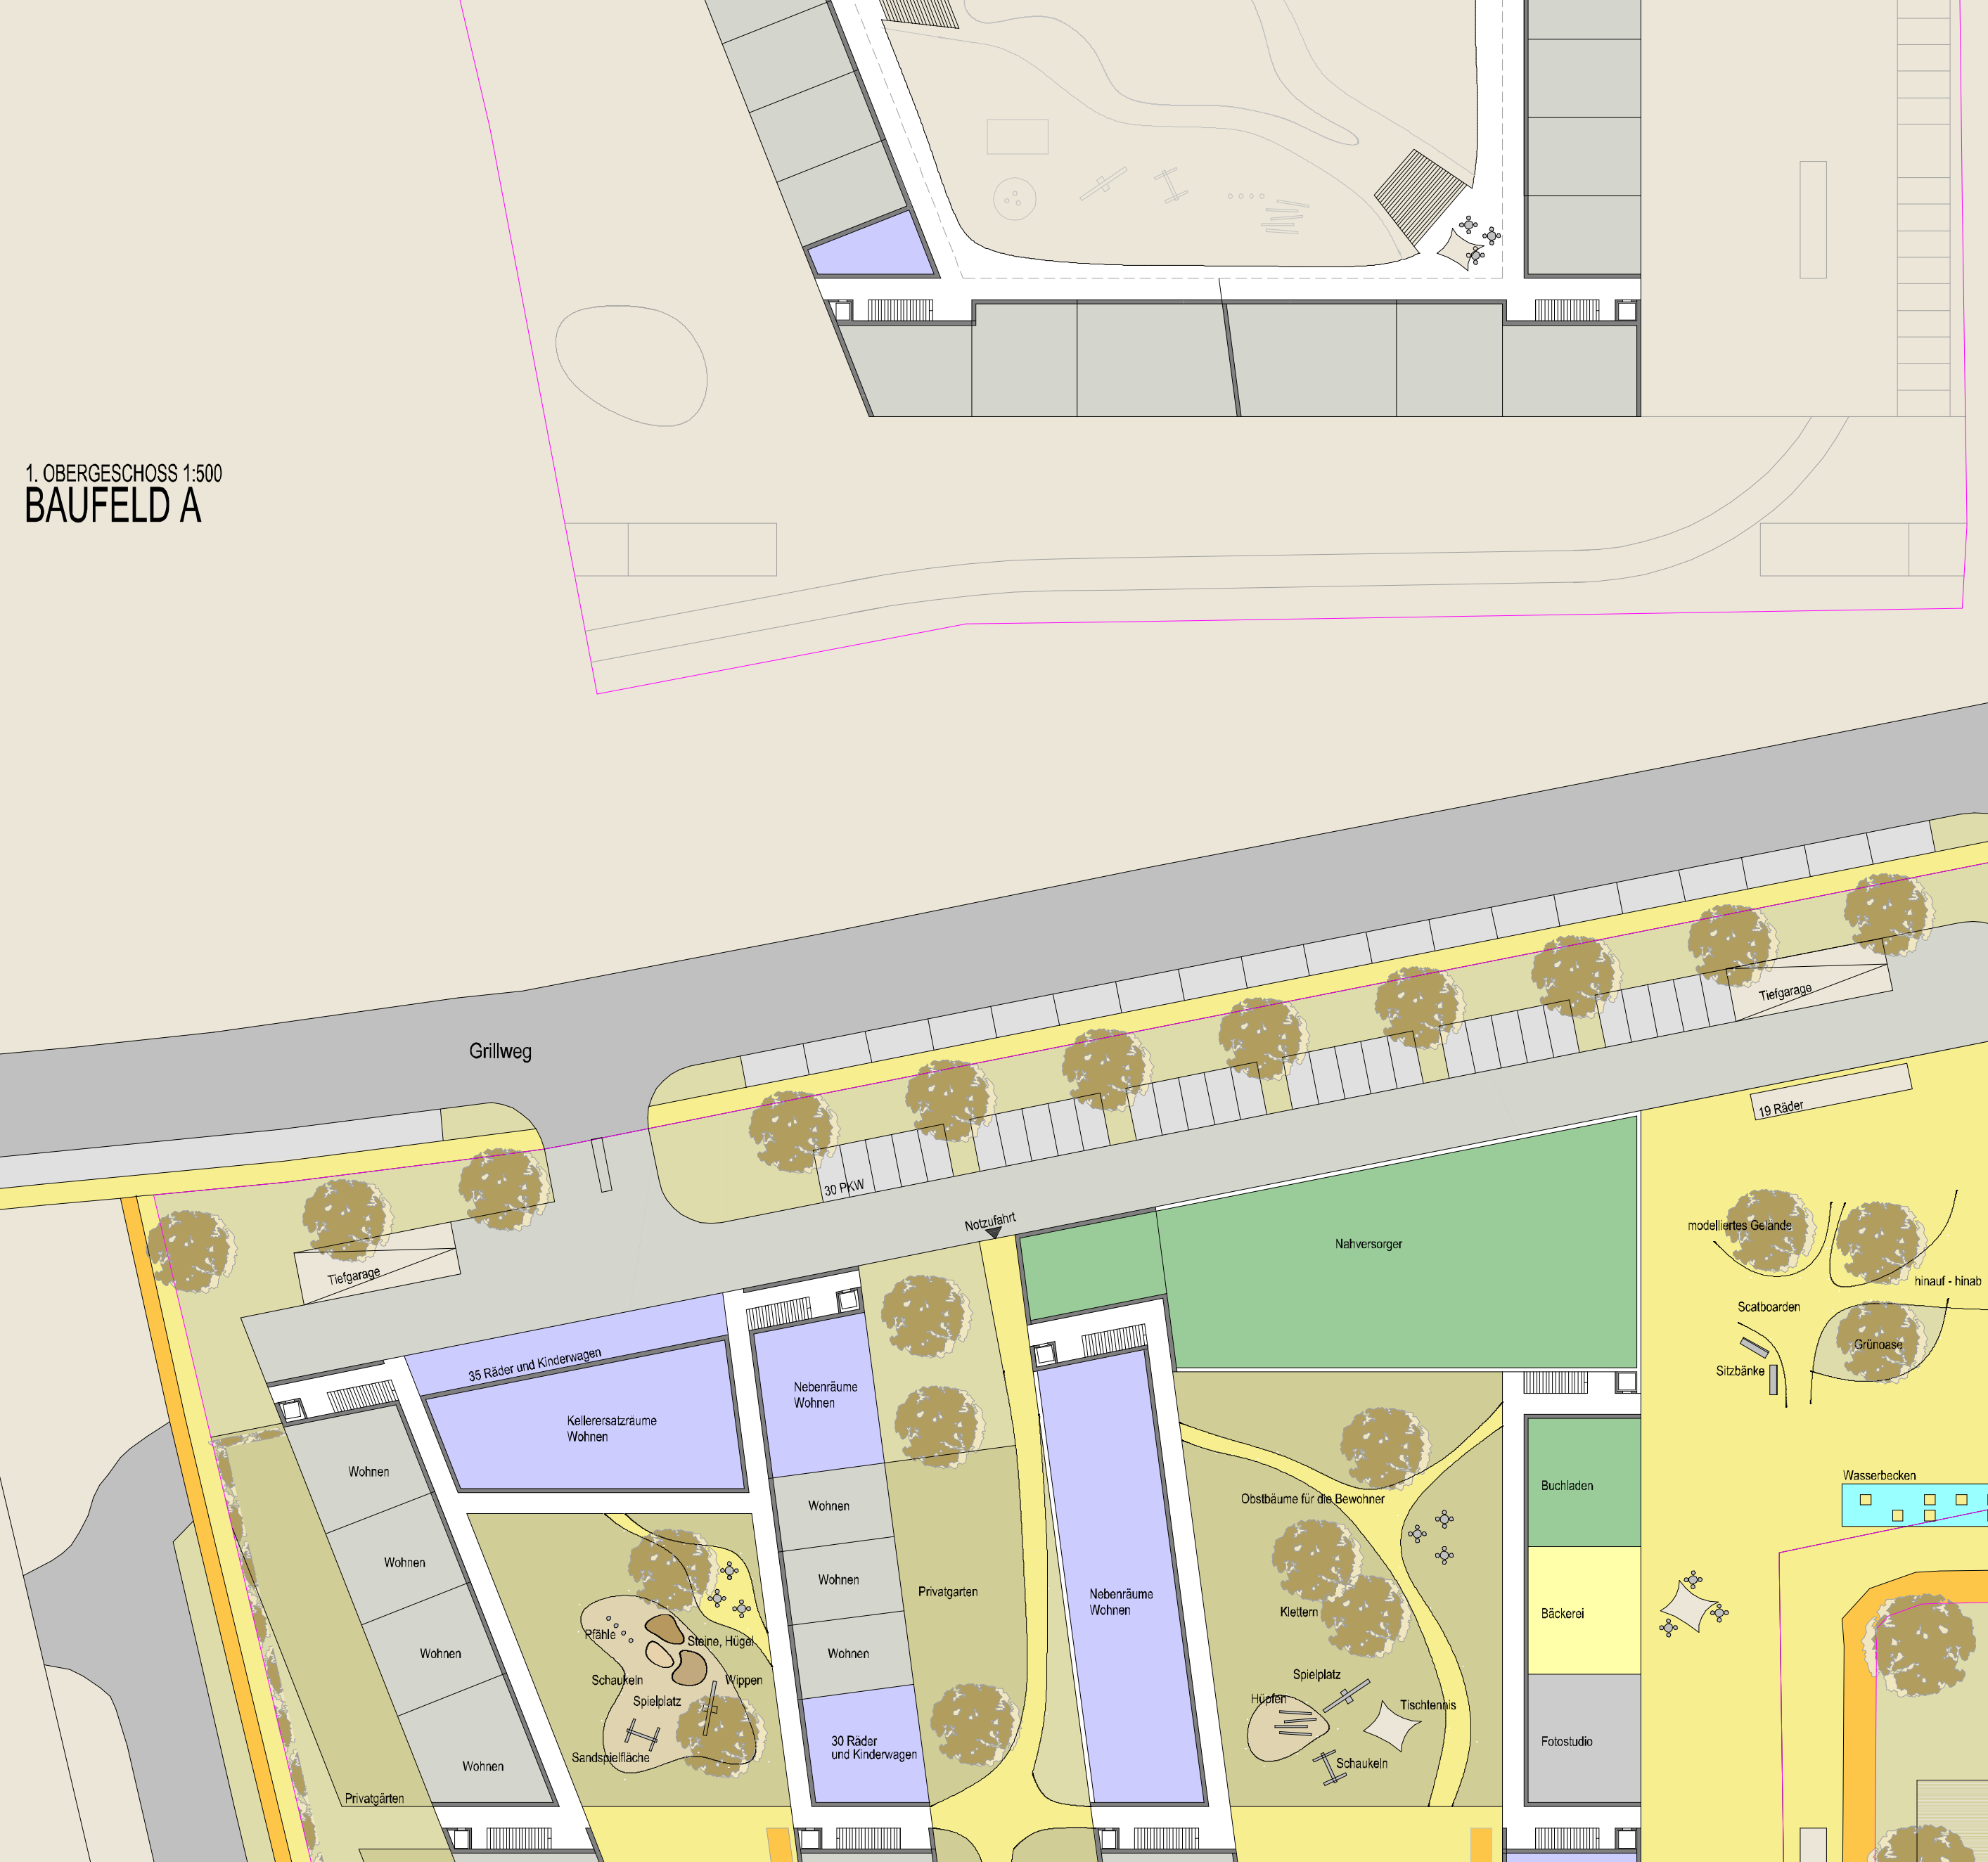 1. OBERGESCHOSS 1:500
BAUFELD A
Grillweg
Tiefgarage
19 Räder
30 PKW
Notzufahrt
modelliertes Gelände
Nahversorger
Tiefgarage
hinauf - hinab
Scatboarden
Grünoase
Sitzbänke
35 Räder und Kinderwagen
Nebenräume
Wohnen
Kellerersatzräume
Wohnen
Wohnen
Wasserbecken
Buchladen
Obstbäume für die Bewohner
Wohnen
Wohnen
Wohnen
Privatgarten
Nebenräume
Wohnen
Klettern
Bäckerei
Pfähle
Steine, Hügel
Wohnen
Wohnen
Schaukeln
Wippen
Spielplatz
Spielplatz
Hüpfen
Tischtennis
30 Räder
und Kinderwagen
Fotostudio
Sandspielfläche
Wohnen
Schaukeln
Privatgärten